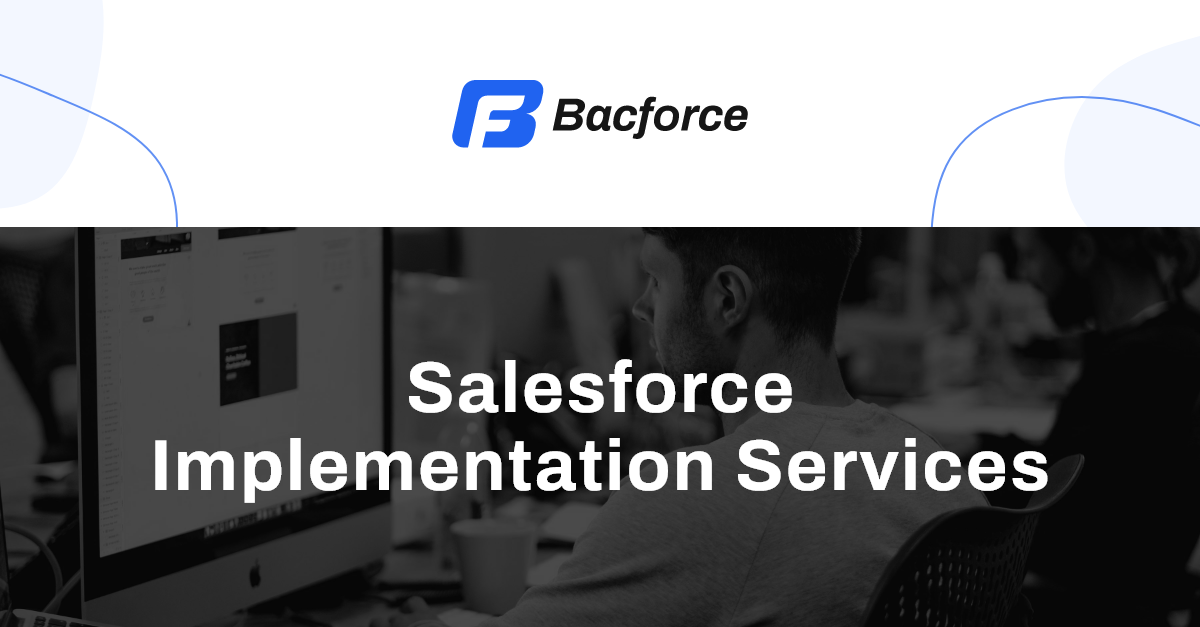 Bacforce
Salesforce
Implementation Services